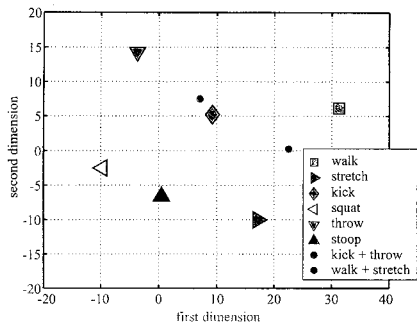 20
15
10
5
0
-5
-10
-15
-20
second dimension
-20
-10
0
10
20
30
40
first dimension
walk
stretch
kick
squat
throw
stoop
kick + throw
walk + stretch